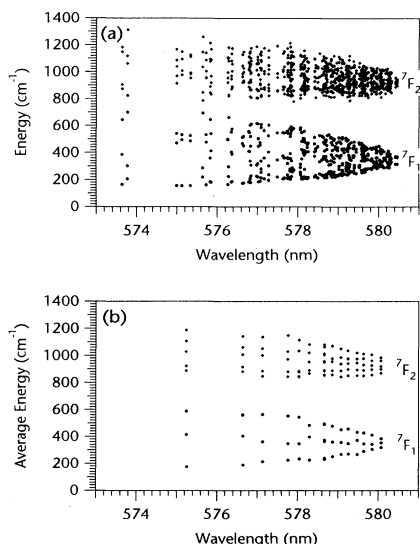 (a)
Energy (cm⁻¹)
1400
1200
1000
800
600
400
200
0
⁷F₂
⁷F₁
574 576 578 580
Wavelength (nm)
(b)
Average Energy (cm⁻¹)
1400
1200
1000
800
600
400
200
0
⁷F₂
⁷F₁
574 576 578 580
Wavelength (nm)